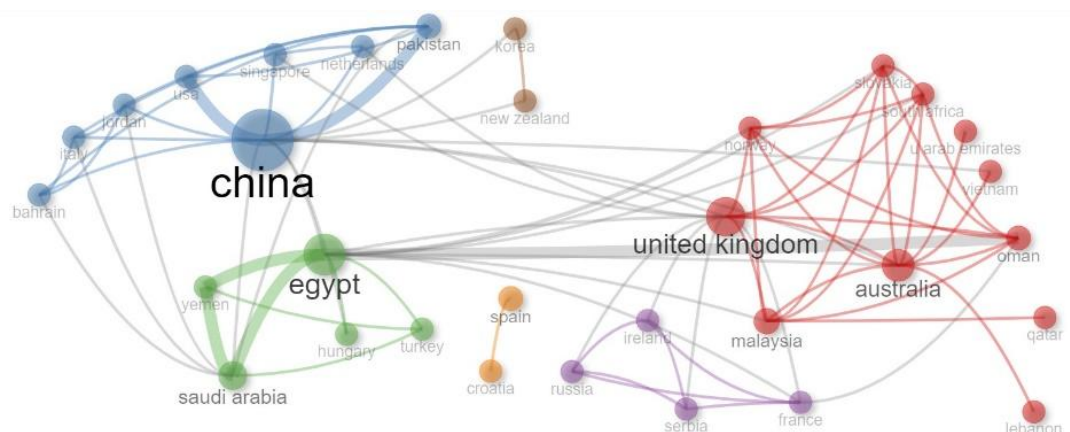 pakistan
korea
netherlands
singapore
slovakia
usa
south africa
new zealand
jordan
norway
u arab emirates
italy
china
vietnam
bahrain
united kingdom
oman
egypt
australia
yemen
spain
ireland
malaysia
qatar
hungary
turkey
croatia
russia
saudi arabia
serbia
france
lebanon